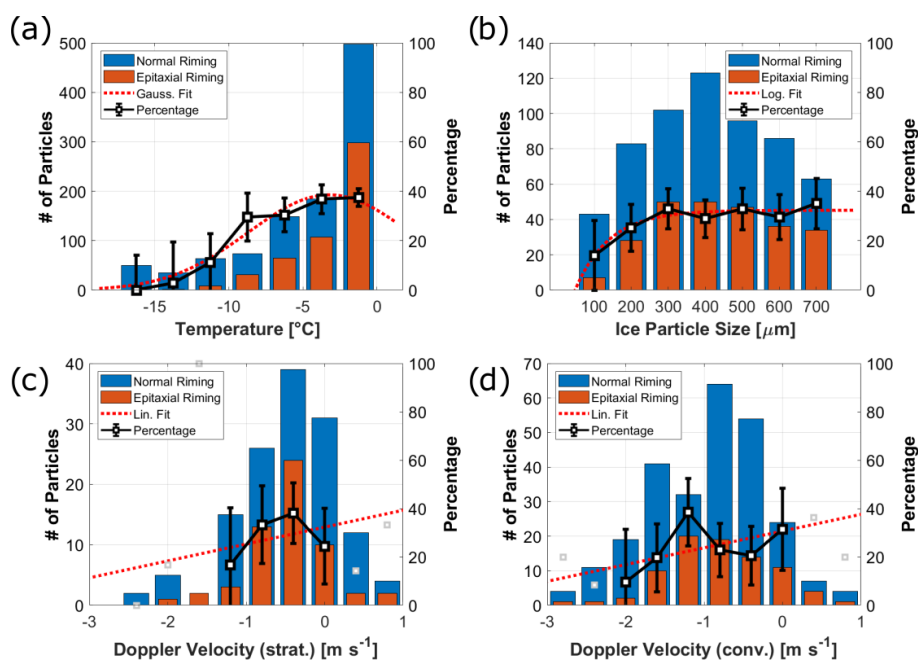 (a)
500
400
300
200
100
0
# of Particles
Normal Riming
Epitaxial Riming
Gauss. Fit
Percentage
100
80
60
40
20
0
Percentage
-15
-10
-5
0
Temperature [°C]
(b)
140
120
100
80
60
40
20
0
# of Particles
Normal Riming
Epitaxial Riming
Log. Fit
Percentage
100
80
60
40
20
0
Percentage
100 200 300 400 500 600 700
Ice Particle Size [μm]
(c)
40
30
20
10
0
# of Particles
Normal Riming
Epitaxial Riming
Lin. Fit
Percentage
100
80
60
40
20
0
Percentage
-3
-2
-1
0
1
Doppler Velocity (strat.) [m s⁻¹]
(d)
70
60
50
40
30
20
10
0
# of Particles
Normal Riming
Epitaxial Riming
Lin. Fit
Percentage
100
80
60
40
20
0
Percentage
-3
-2
-1
0
1
Doppler Velocity (conv.) [m s⁻¹]